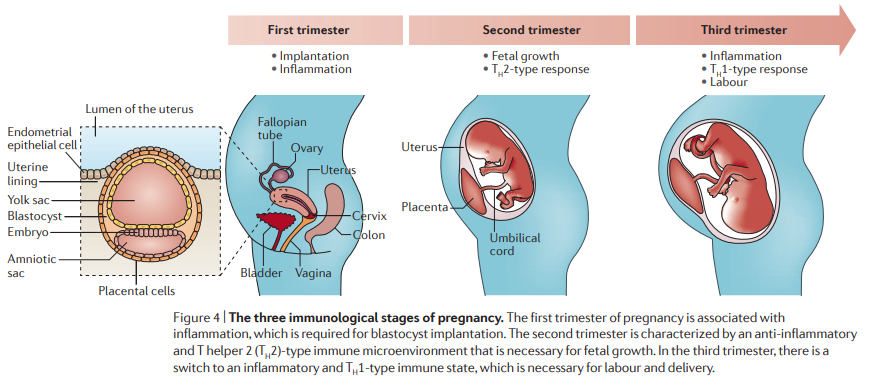 First trimester
Second trimester
Third trimester
• Implantation
• Inflammation
• Fetal growth
• TH2-type response
• Inflammation
• TH1-type response
• Labour
Lumen of the uterus
Endometrial
epithelial cell
Uterine
lining
Yolk sac
Blastocyst
Embryo
Amniotic
sac
Placental cells
Fallopian
tube
Ovary
Uterus
Cervix
Colon
Bladder
Vagina
Uterus
Placenta
Umbilical
cord
Figure 4 | The three immunological stages of pregnancy. The first trimester of pregnancy is associated with
inflammation, which is required for blastocyst implantation. The second trimester is characterized by an anti-inflammatory
and T helper 2 (TH2)-type immune microenvironment that is necessary for fetal growth. In the third trimester, there is a
switch to an inflammatory and TH1-type immune state, which is necessary for labour and delivery.